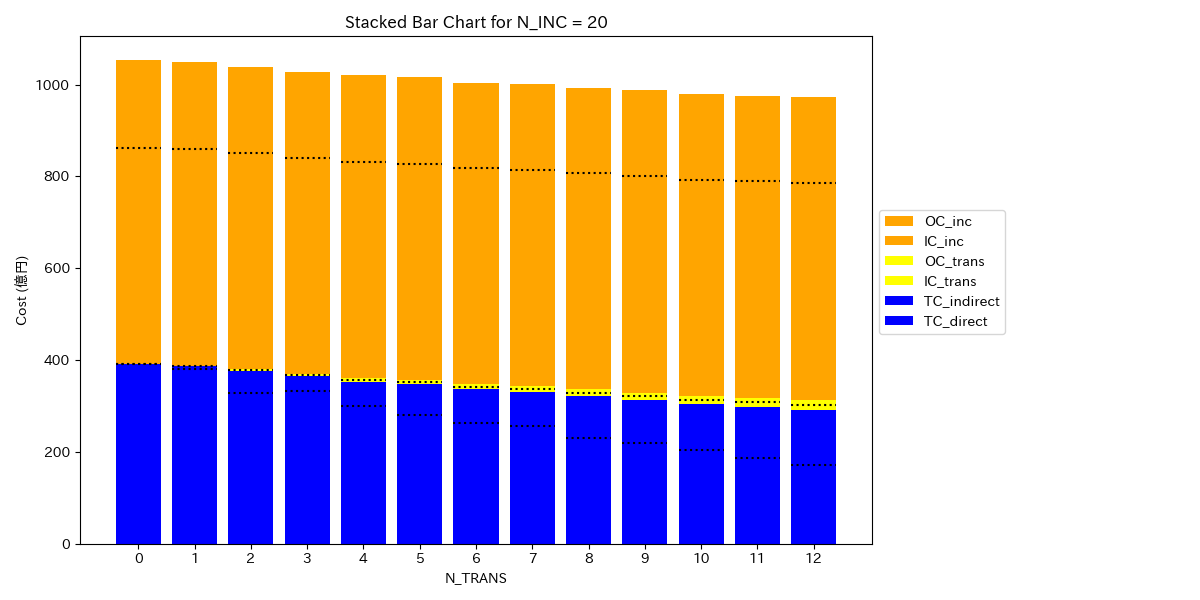 Stacked Bar Chart for N_INC = 20
Cost (億円)
1000
800
600
400
200
0
0 1 2 3 4 5 6 7 8 9 10 11 12
N_TRANS
OC_inc
IC_inc
OC_trans
IC_trans
TC_indirect
TC_direct